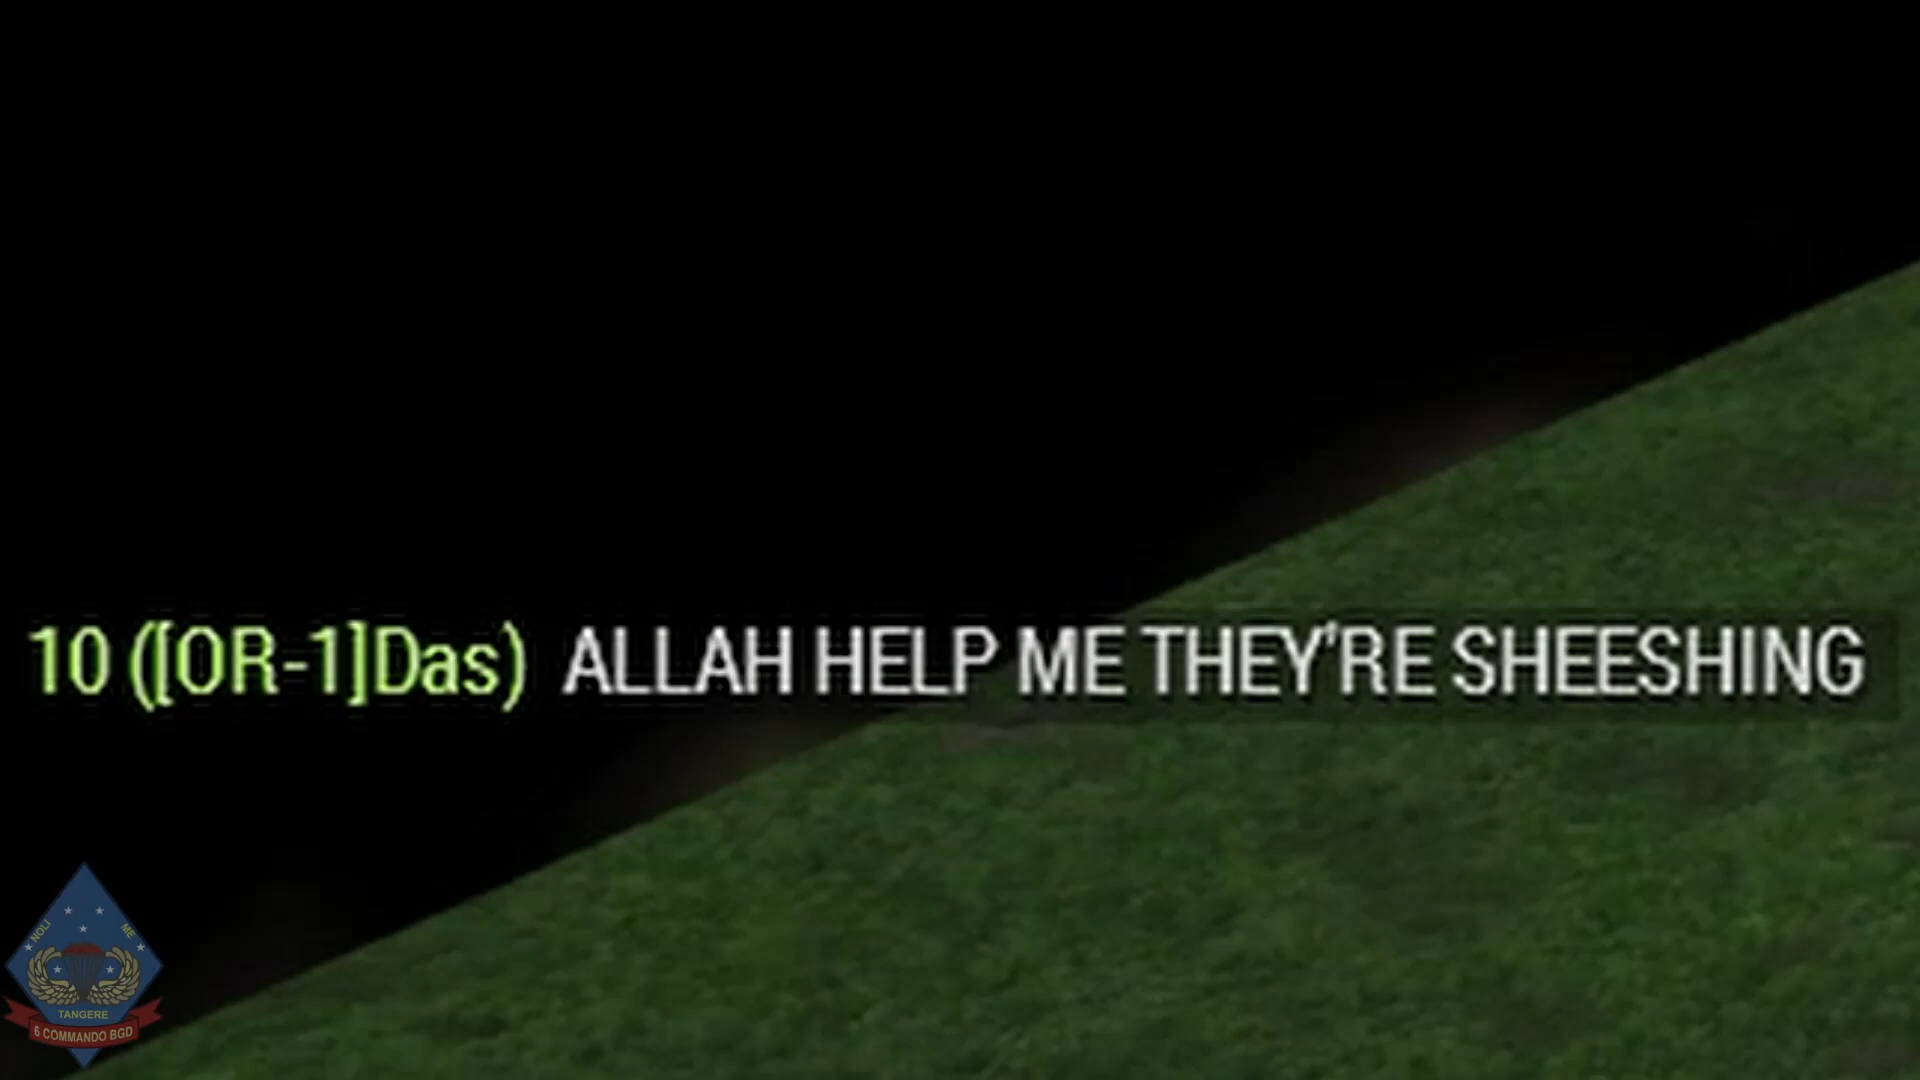 10 ([OR-1]Das) ALLAH HELP ME THEY'RE SHEESHING
NOLI ME
TANGERE
6 COMMANDO BGD